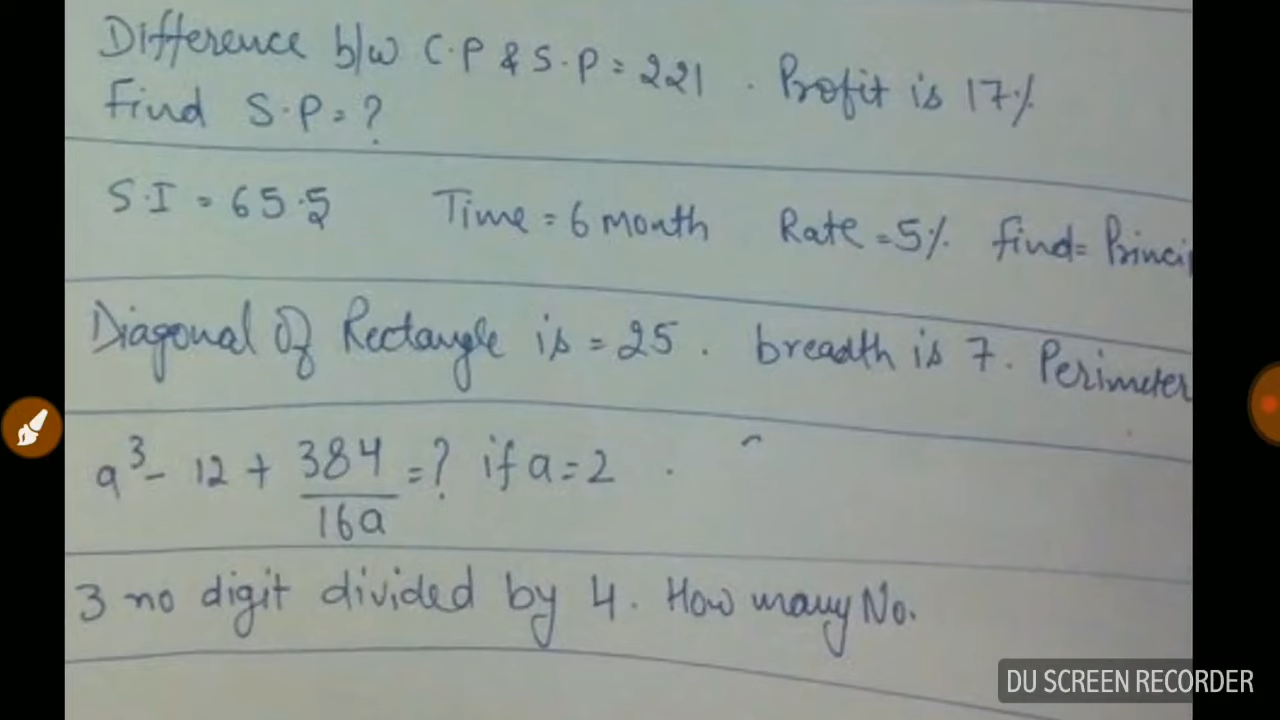 Difference b/w C.P & S.P = 221 . Profit is 17%
Find S.P = ?
S.I = 65.5 Time = 6 month Rate = 5% find = Princi
Diagonal Of Rectangle is = 25 . breadth is 7 . Perimeter
a³ - 12 + 384/16a = ? if a = 2 .
3 no digit divided by 4 . How many No.
DU SCREEN RECORDER